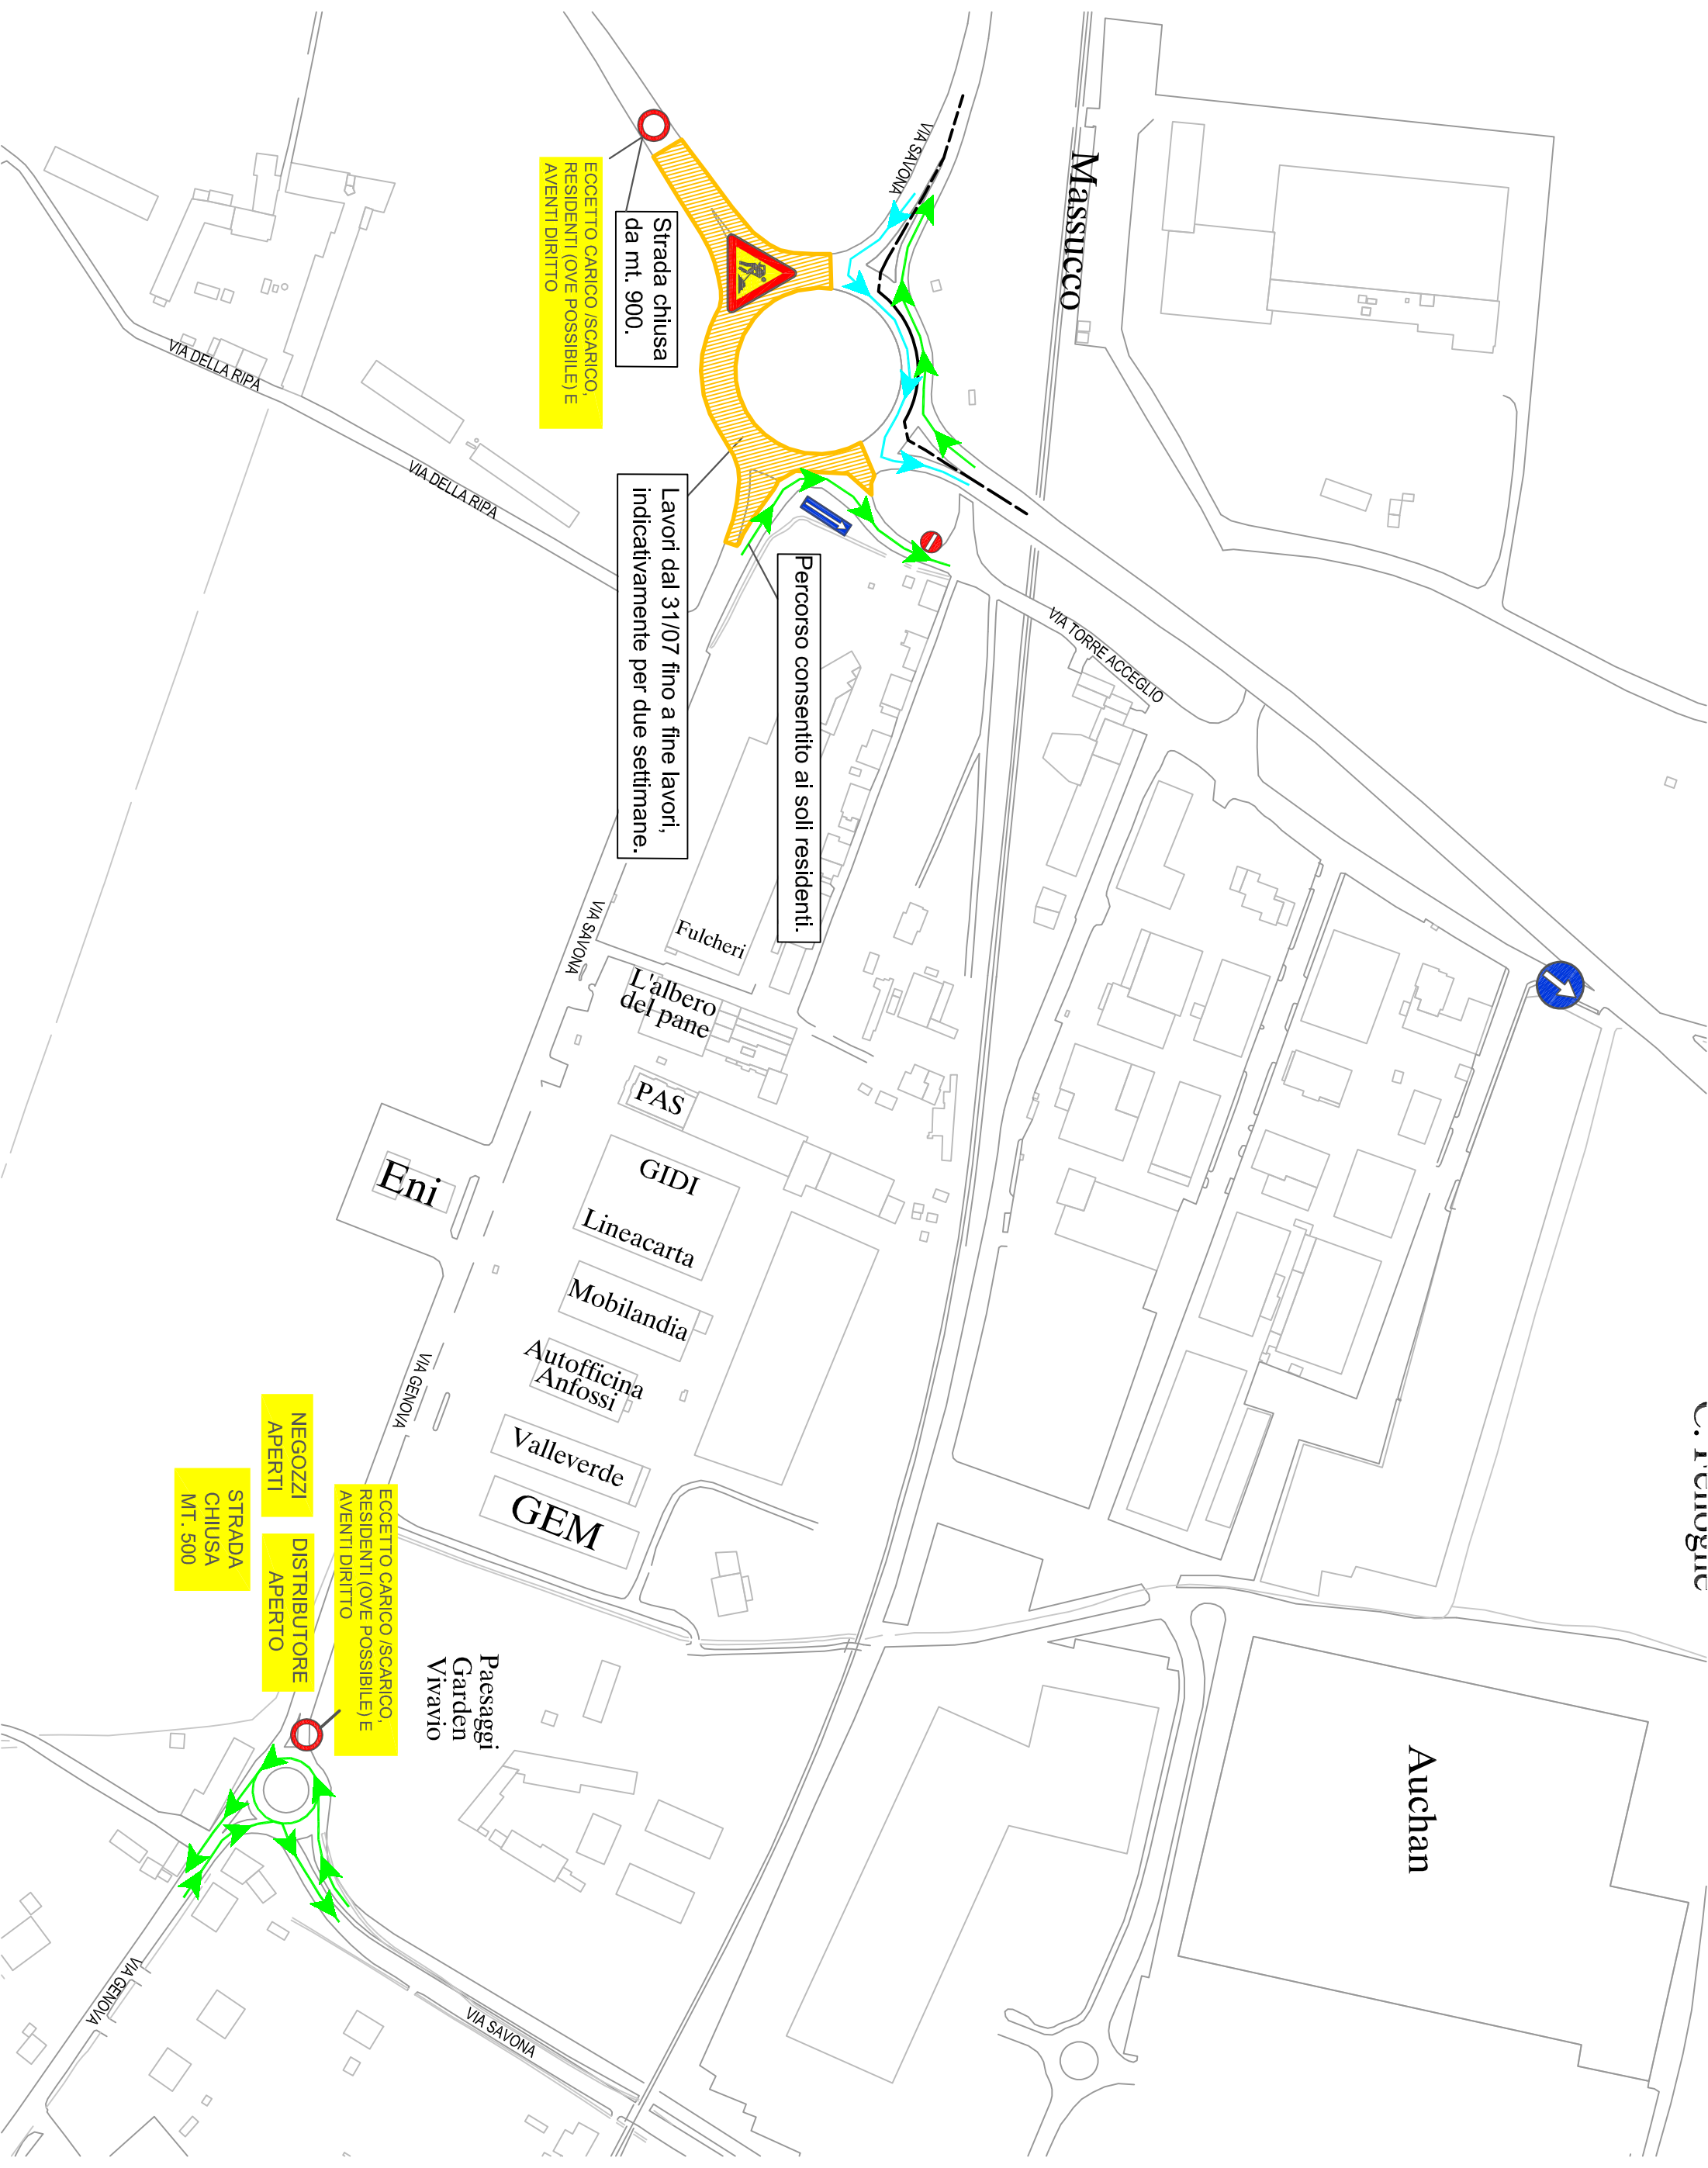 Massucco
VIA SAVONA
ECCETTO CARICO /SCARICO,
RESIDENTI (OVE POSSIBILE) E
AVENTI DIRITTO
Strada chiusa
da mt. 900.
VIA DELLA RIPA
VIA DELLA RIPA
Lavori dal 31/07 fino a fine lavori,
indicativamente per due settimane.
Percorso consentito ai soli residenti.
VIA TORRE ACCEGLIO
VIA SAVONA
Fulcheri
L'albero
del pane
PAS
GIDI
Lineacarta
Mobilandia
Autofficina
Anfossi
Valleverde
GEM
Eni
VIA GENOVA
NEGOZZI
APERTI
DISTRIBUTORE
APERTO
STRADA
CHIUSA
MT. 500
ECCETTO CARICO /SCARICO,
RESIDENTI (OVE POSSIBILE) E
AVENTI DIRITTO
Paesaggi
Garden
Vivavio
Auchan
VIA GENOVA
VIA SAVONA